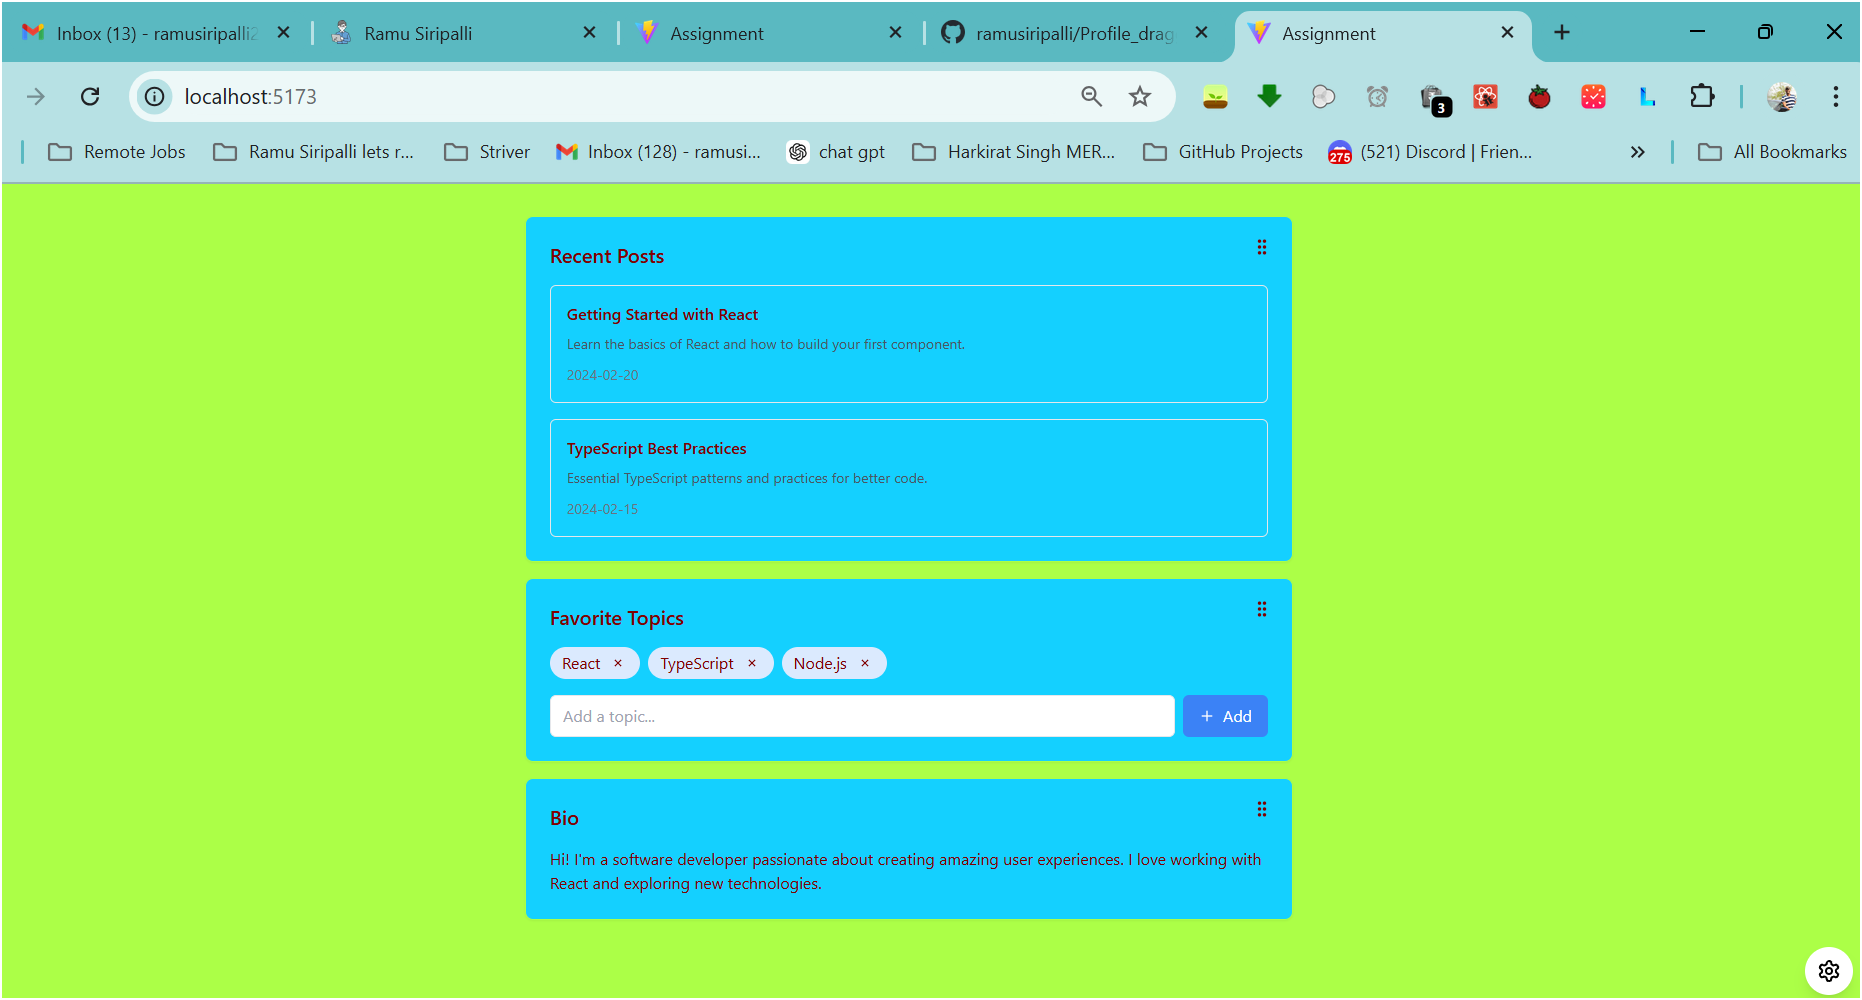 Inbox (13) - ramusiripalli2
Ramu Siripalli
Assignment
ramusiripalli/Profile_drag
Assignment
localhost:5173
3
Remote Jobs
Ramu Siripalli lets r...
Striver
Inbox (128) - ramusi...
chat gpt
Harkirat Singh MER...
GitHub Projects
275
(521) Discord | Frien...
All Bookmarks
Recent Posts
Getting Started with React
Learn the basics of React and how to build your first component.
2024-02-20
TypeScript Best Practices
Essential TypeScript patterns and practices for better code.
2024-02-15
Favorite Topics
React ×
TypeScript ×
Node.js ×
Add a topic...
+ Add
Bio
Hi! I'm a software developer passionate about creating amazing user experiences. I love working with
React and exploring new technologies.